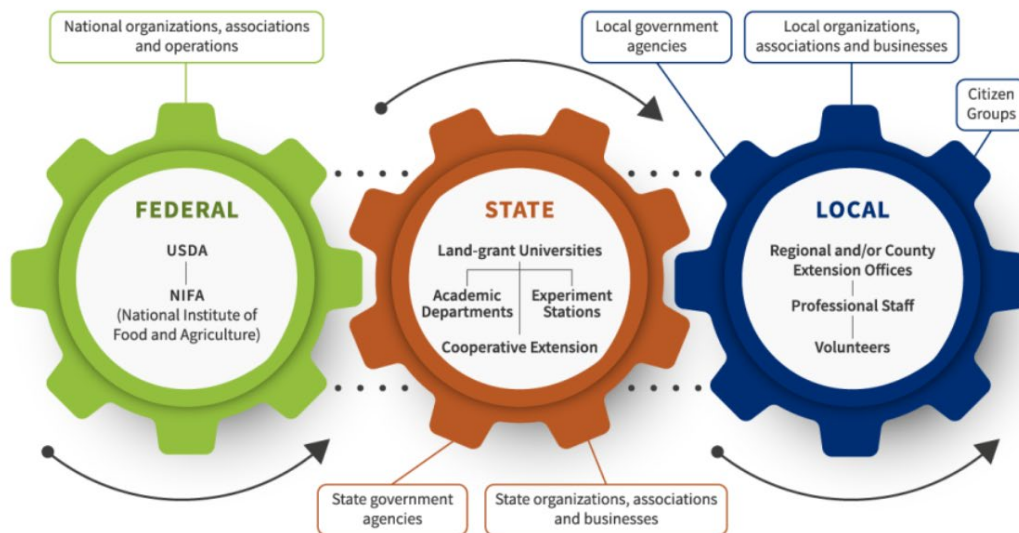 National organizations, associations
and operations
Local government
agencies
Local organizations,
associations and businesses
Citizen
Groups
FEDERAL
USDA
NIFA
(National Institute of
Food and Agriculture)
STATE
Land-grant Universities
Academic
Departments
Experiment
Stations
Cooperative Extension
LOCAL
Regional and/or County
Extension Offices
Professional Staff
Volunteers
State government
agencies
State organizations, associations
and businesses